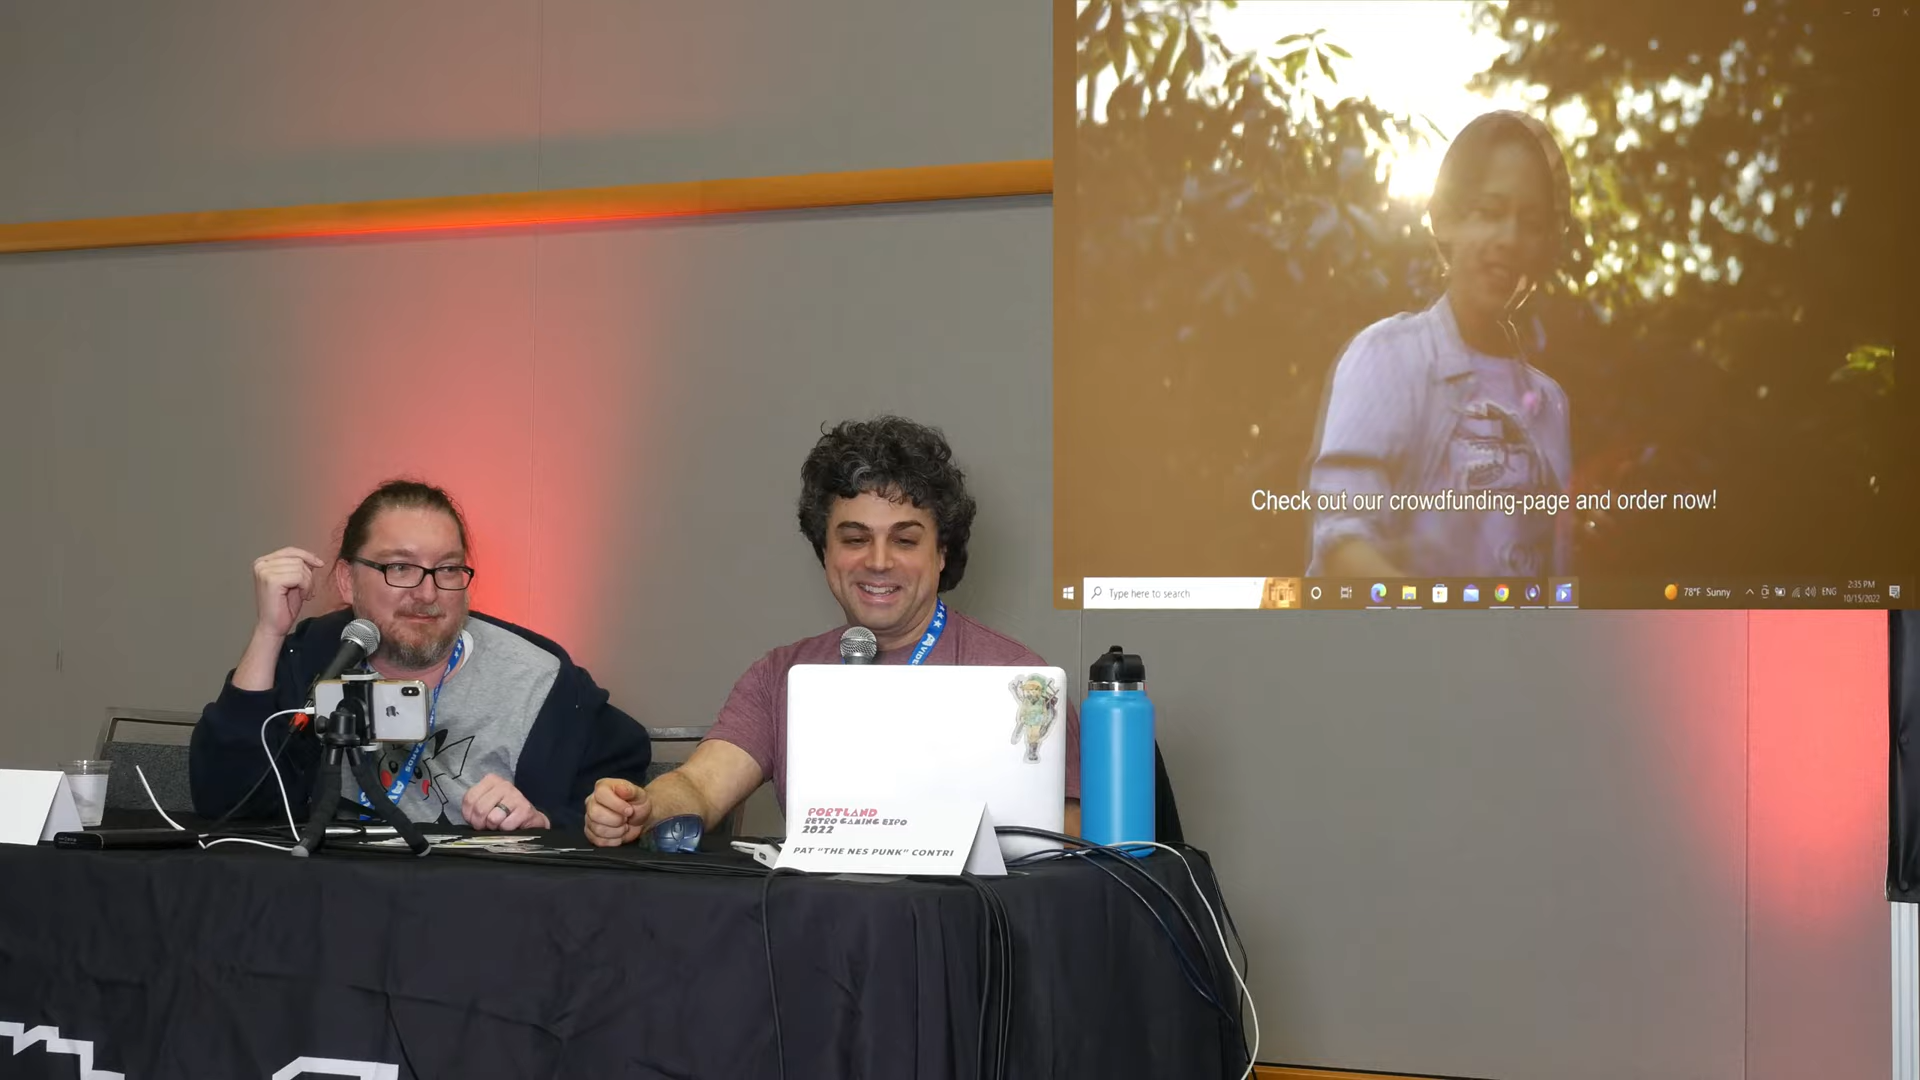 Check out our crowdfunding-page and order now!
Type here to search
78°F Sunny
ENG
2:35 PM
10/15/2022
PORTLAND
RETRO GAMING EXPO
2022
PAT "THE NES PUNK" CONTRI